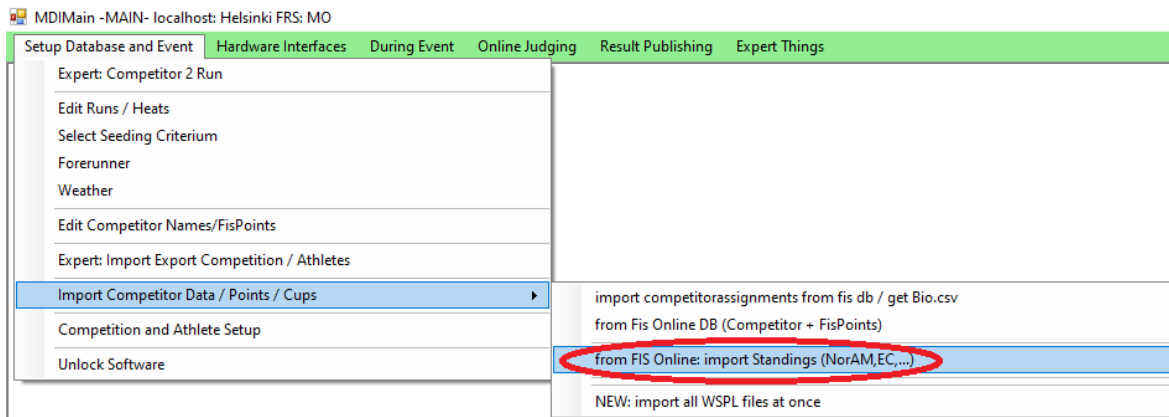 MDIMain -MAIN- localhost: Helsinki FRS: MO
Setup Database and Event Hardware Interfaces During Event Online Judging Result Publishing Expert Things
Expert: Competitor 2 Run
Edit Runs / Heats
Select Seeding Criterium
Forerunner
Weather
Edit Competitor Names/FisPoints
Expert: Import Export Competition / Athletes
Import Competitor Data / Points / Cups
import competitorassignments from fis db / get Bio.csv
from Fis Online DB (Competitor + FisPoints)
Competition and Athlete Setup
from FIS Online: import Standings (NorAM,EC,...)
Unlock Software
NEW: import all WSPL files at once